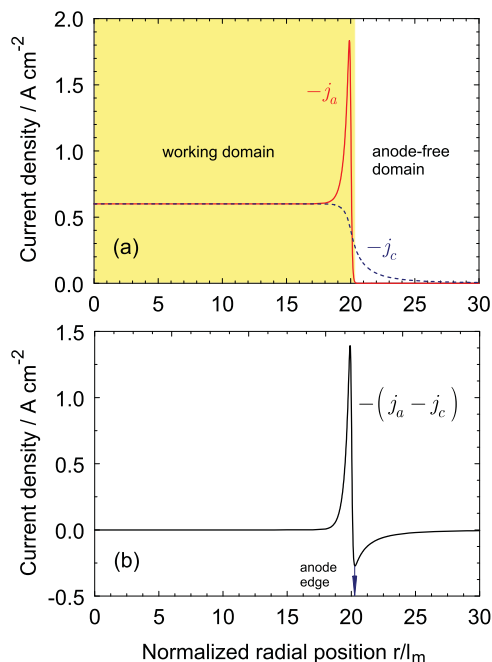 2.0
1.5
1.0
0.5
0.0
Current density / A cm⁻²
−jₐ
working domain
anode-free
domain
−j_c
(a)
0 5 10 15 20 25 30
1.5
1.0
0.5
0.0
-0.5
Current density / A cm⁻²
−(jₐ − j_c)
(b)
anode
edge
0 5 10 15 20 25 30
Normalized radial position r/l_m